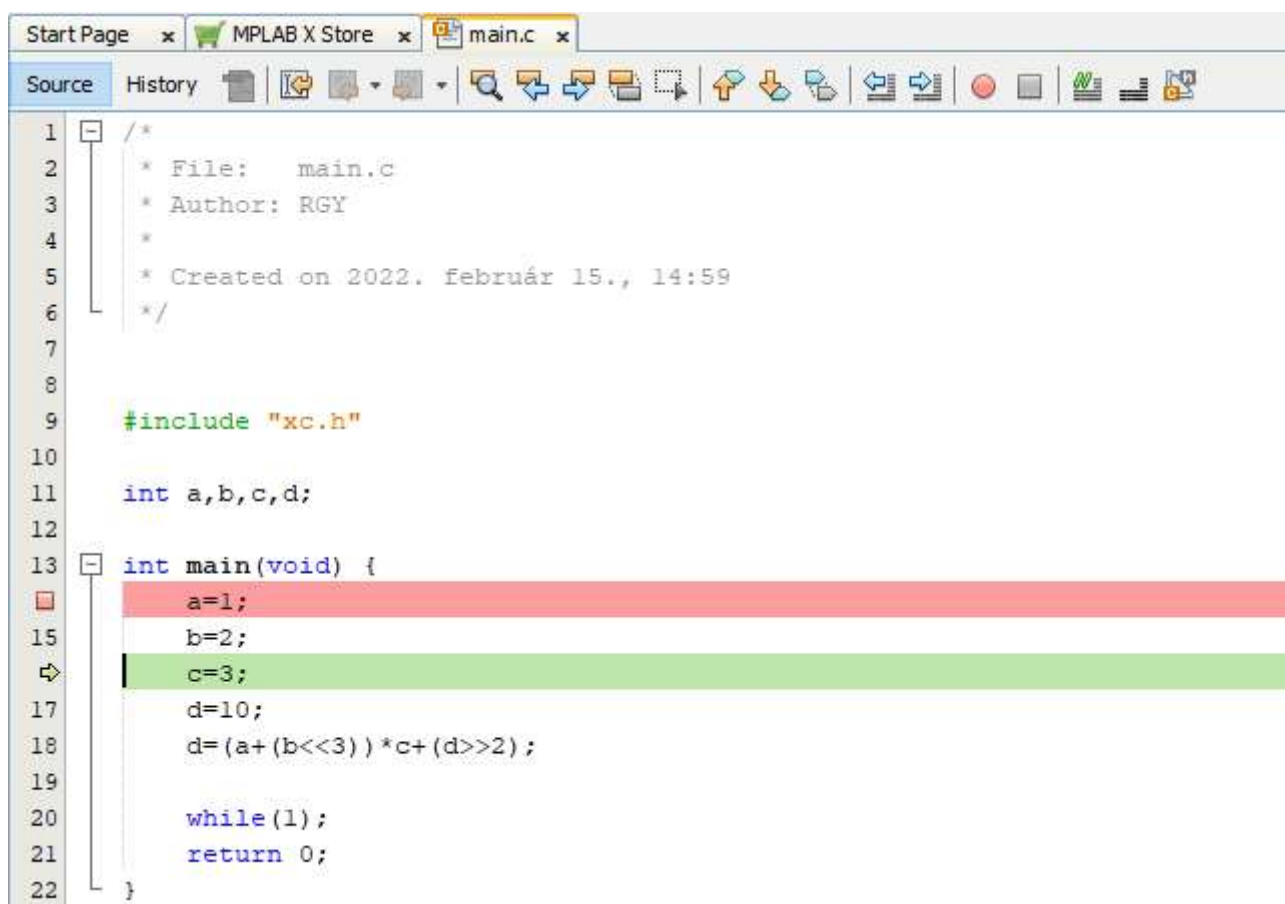 Start Page x MPLAB X Store x main.c x
Source History
1 /*
2 * File:   main.c
3 * Author: RGY
4 *
5 * Created on 2022. február 15., 14:59
6 */
7
8
9 #include "xc.h"
10
11 int a,b,c,d;
12
13 int main(void) {
a=1;
15 b=2;
c=3;
17 d=10;
18 d=(a+(b<<3))*c+(d>>2);
19
20 while(1);
21 return 0;
22 }